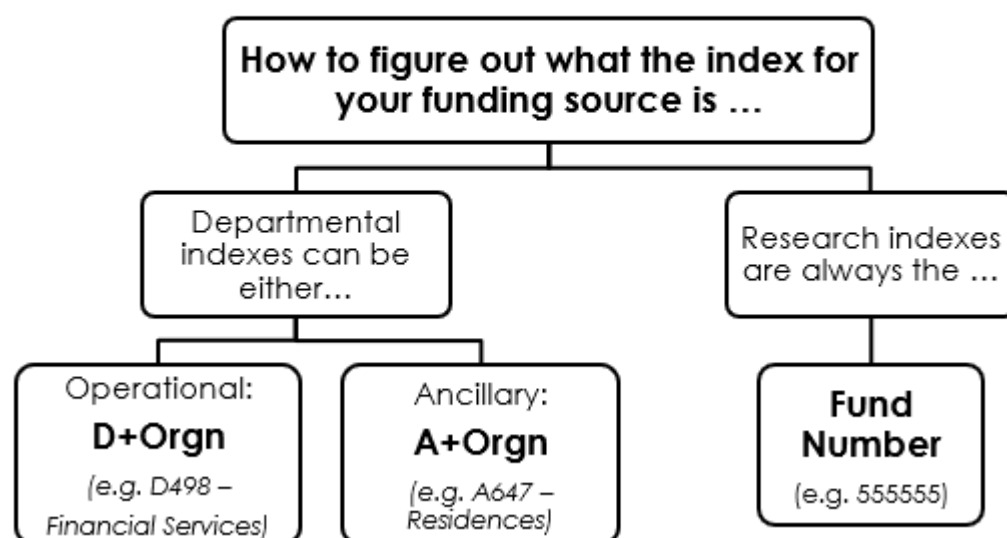 How to figure out what the index for
your funding source is …
Departmental
indexes can be
either…
Research indexes
are always the …
Operational:
D+Orgn
(e.g. D498 –
Financial Services)
Ancillary:
A+Orgn
(e.g. A647 –
Residences)
Fund
Number
(e.g. 555555)